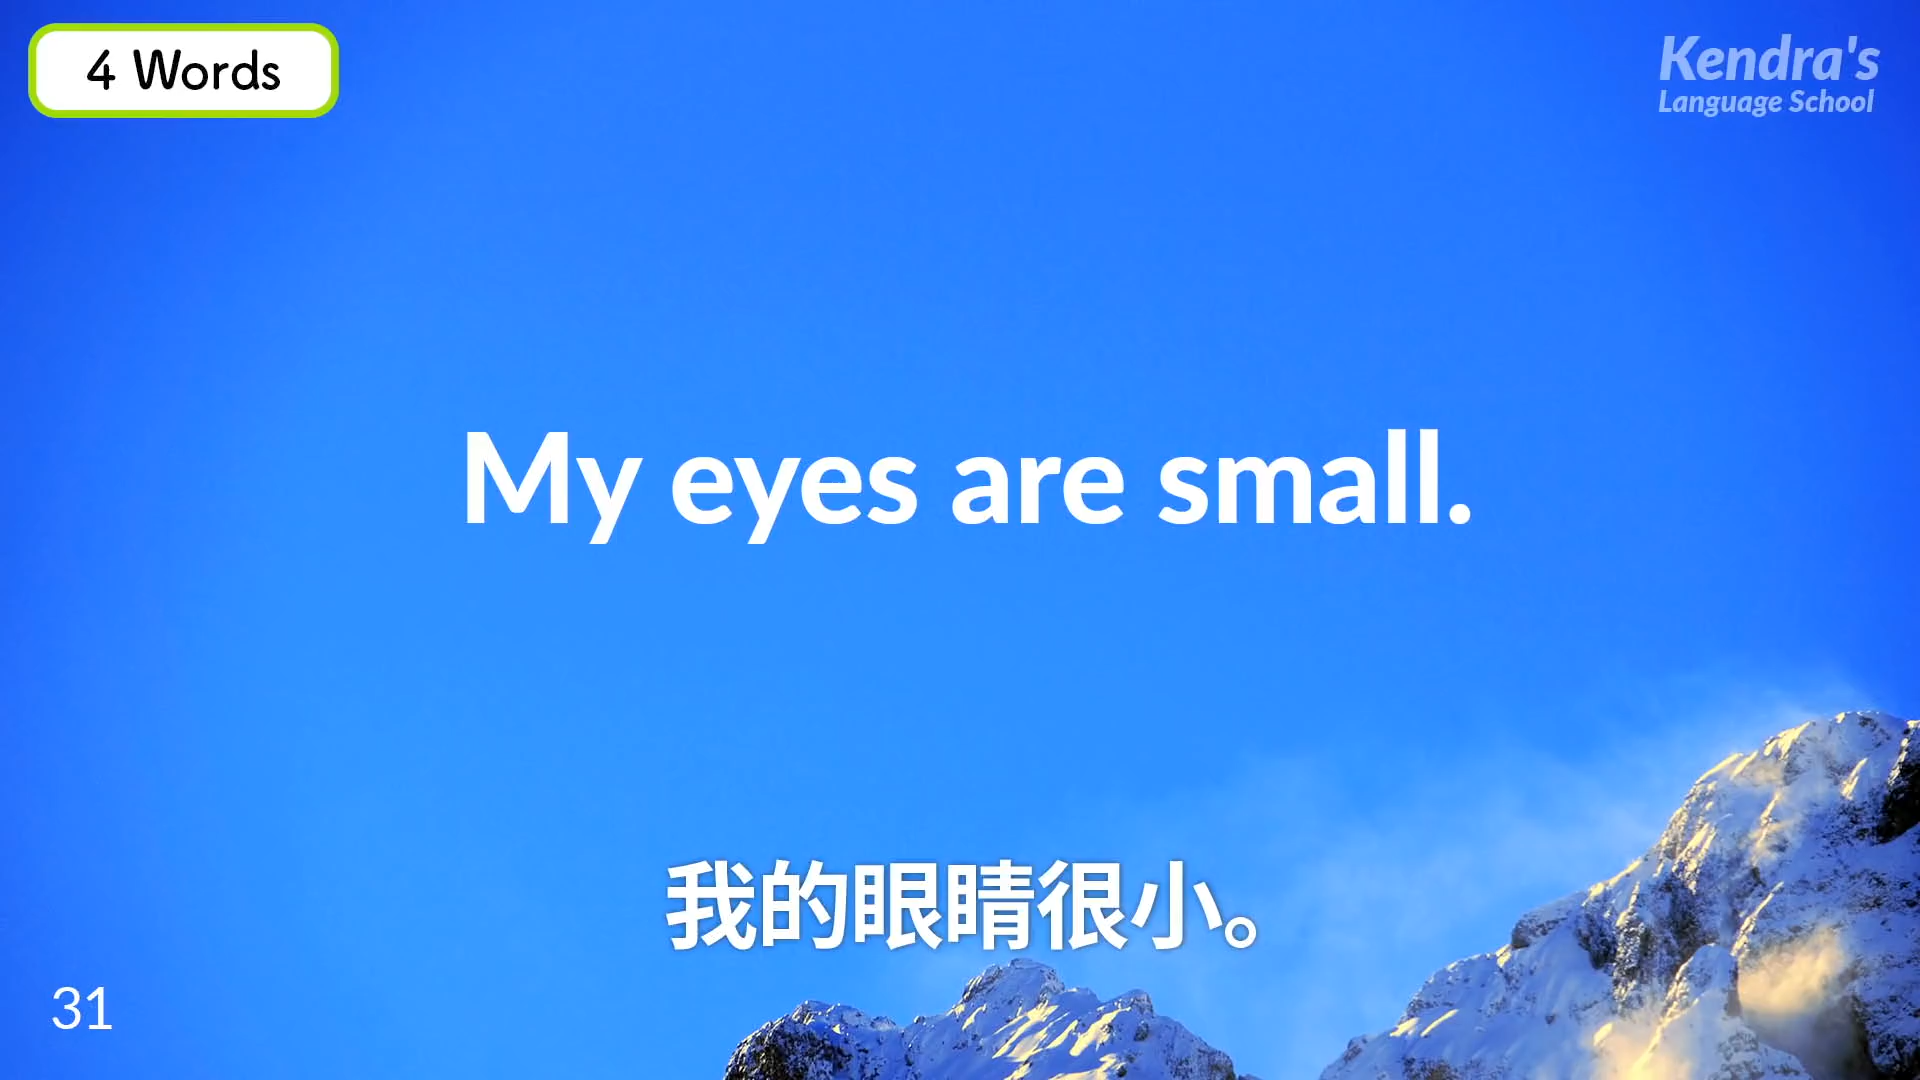 4 Words
Kendra's
Language School
My eyes are small.
我的眼睛很小。
31